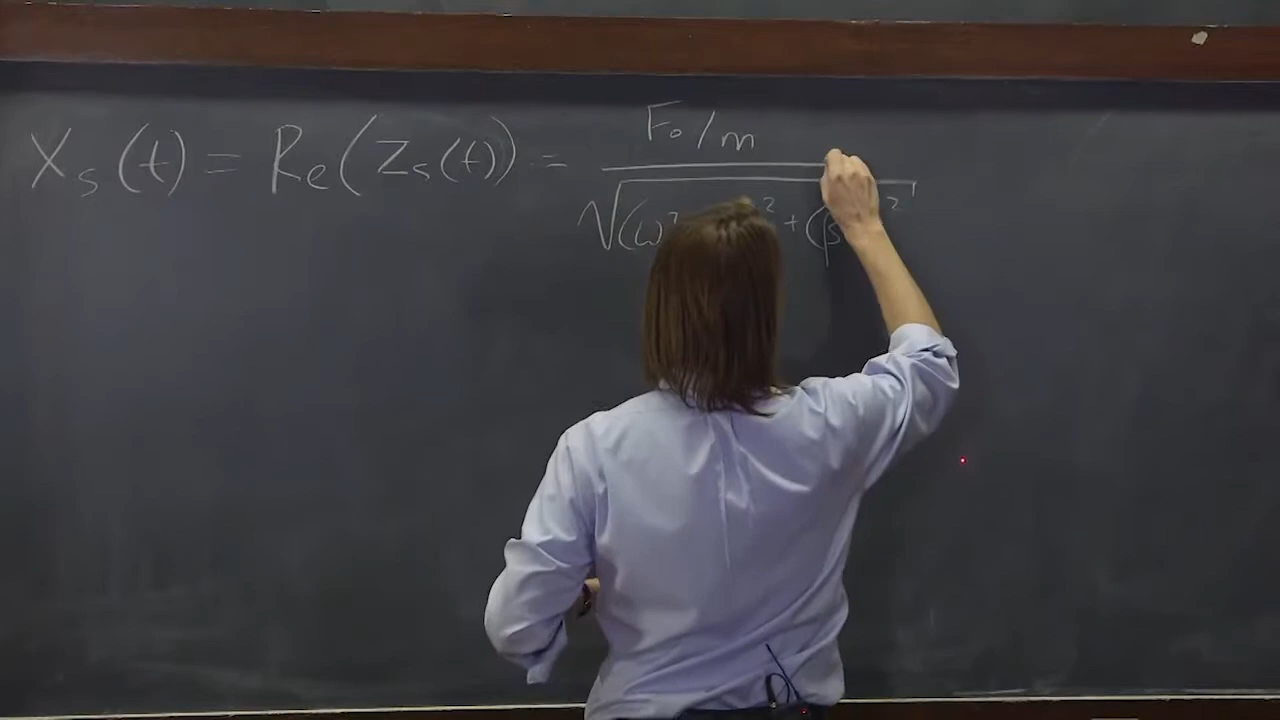 Xs(t) = Re(Zs(t)) = F₀/m
√(ω² ² + (β ²